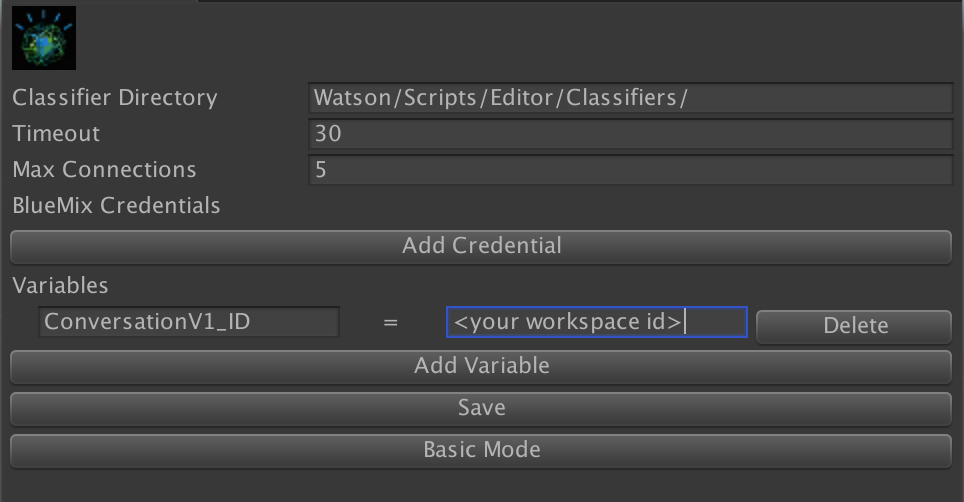 Classifier Directory Watson/Scripts/Editor/Classifiers/
Timeout 30
Max Connections 5
BlueMix Credentials
Add Credential
Variables
ConversationV1_ID = <your workspace id> Delete
Add Variable
Save
Basic Mode